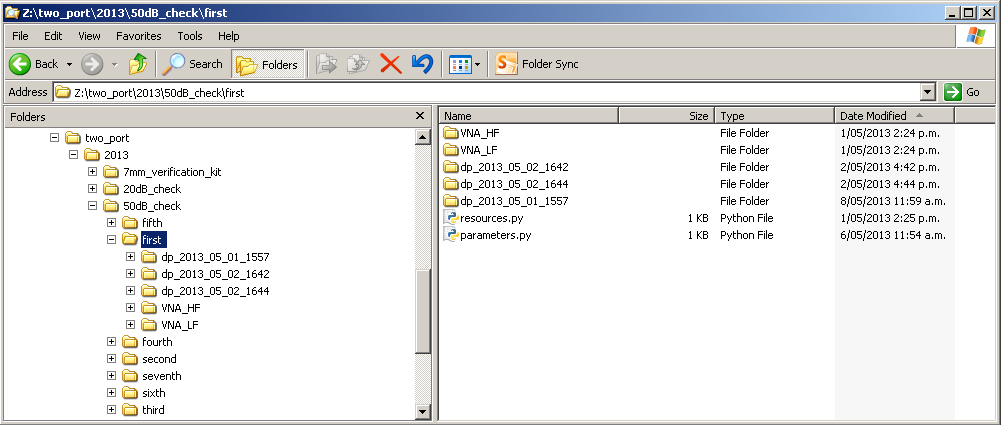 Z:\two_port\2013\50dB_check\first
File Edit View Favorites Tools Help
Back Search Folders Folder Sync
Address Z:\two_port\2013\50dB_check\first Go
Folders
two_port
2013
7mm_verification_kit
20dB_check
50dB_check
fifth
first
dp_2013_05_01_1557
dp_2013_05_02_1642
dp_2013_05_02_1644
VNA_HF
VNA_LF
fourth
second
seventh
sixth
third
Name Size Type Date Modified
VNA_HF File Folder 1/05/2013 2:24 p.m.
VNA_LF File Folder 1/05/2013 2:24 p.m.
dp_2013_05_02_1642 File Folder 2/05/2013 4:42 p.m.
dp_2013_05_02_1644 File Folder 2/05/2013 4:44 p.m.
dp_2013_05_01_1557 File Folder 8/05/2013 11:59 a.m.
resources.py 1 KB Python File 1/05/2013 2:25 p.m.
parameters.py 1 KB Python File 6/05/2013 11:54 a.m.